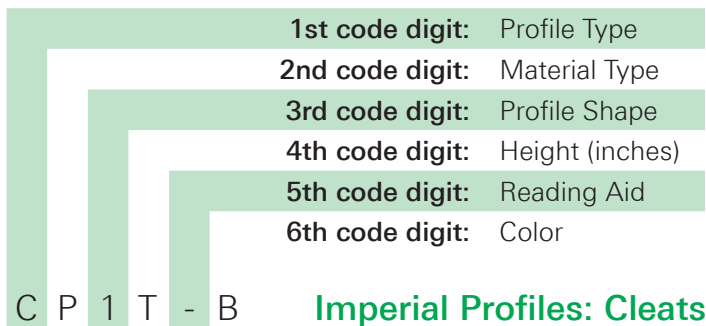 1st code digit: Profile Type
2nd code digit: Material Type
3rd code digit: Profile Shape
4th code digit: Height (inches)
5th code digit: Reading Aid
6th code digit: Color
C P 1 T - B Imperial Profiles: Cleats